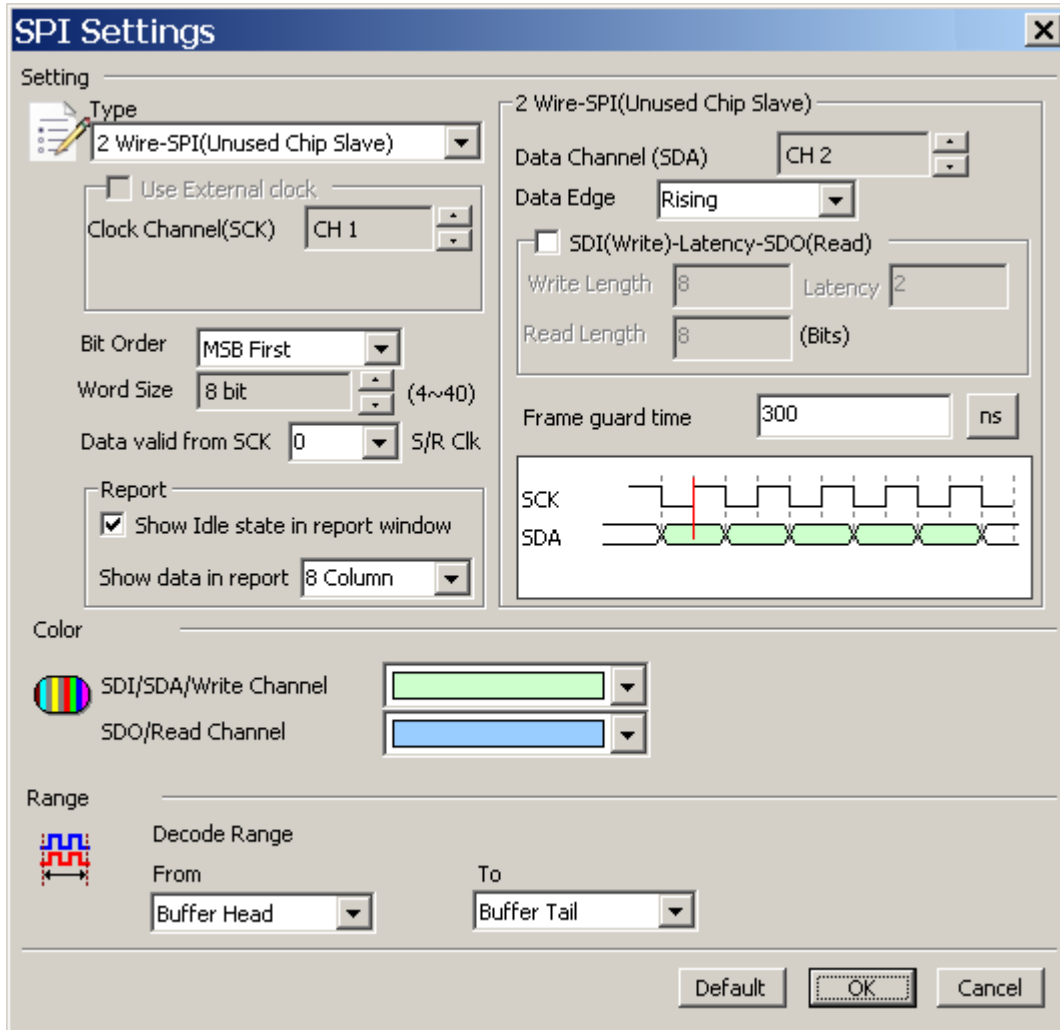 SPI Settings
Setting
Type
2 Wire-SPI(Unused Chip Slave)
Use External clock
Clock Channel(SCK) CH 1
Bit Order MSB First
Word Size 8 bit (4~40)
Data valid from SCK 0 S/R Clk
Report
Show Idle state in report window
Show data in report 8 Column
2 Wire-SPI(Unused Chip Slave)
Data Channel (SDA) CH 2
Data Edge Rising
SDI(Write)-Latency-SDO(Read)
Write Length 8 Latency 2
Read Length 8 (Bits)
Frame guard time 300 ns
SCK
SDA
Color
SDI/SDA/Write Channel
SDO/Read Channel
Range
Decode Range
From To
Buffer Head Buffer Tail
Default OK Cancel